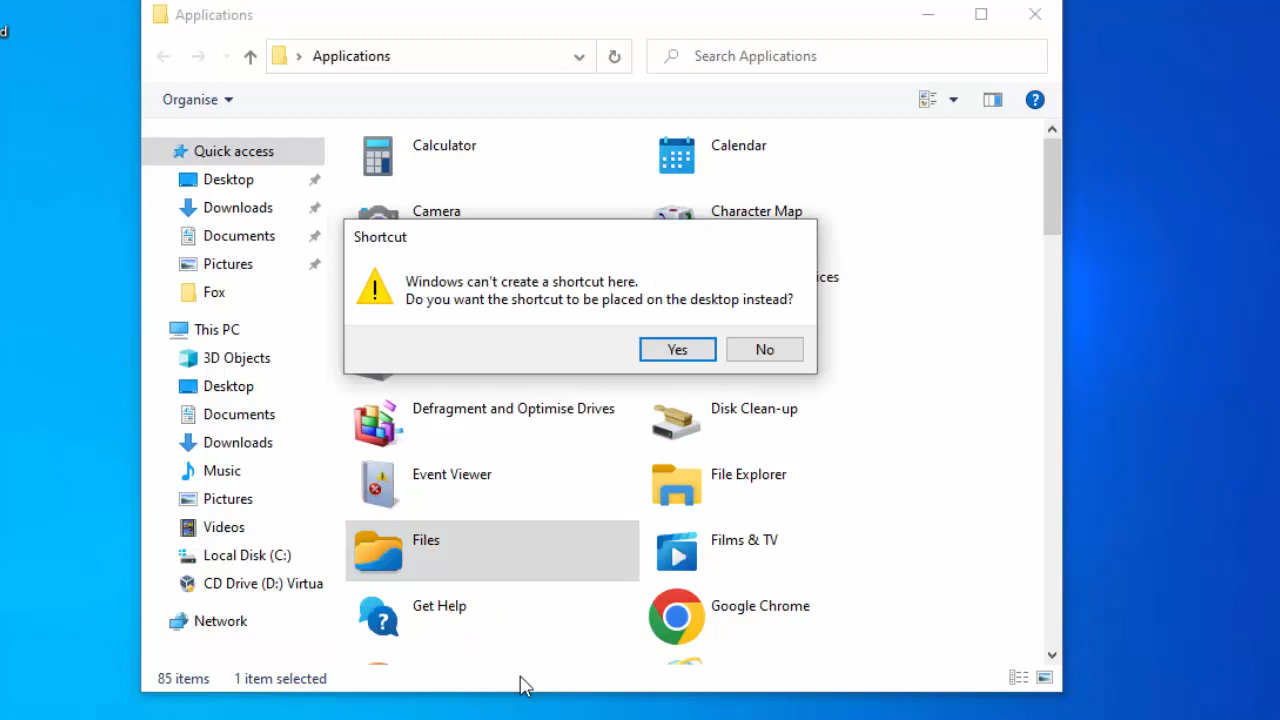 d
Applications
Applications
Search Applications
Organise
Quick access
Desktop
Downloads
Documents
Pictures
Fox
This PC
3D Objects
Desktop
Documents
Downloads
Music
Pictures
Videos
Local Disk (C:)
CD Drive (D:) Virtua
Network
Calculator
Calendar
Camera
Character Map
ices
Shortcut
Windows can't create a shortcut here.
Do you want the shortcut to be placed on the desktop instead?
Yes
No
Defragment and Optimise Drives
Disk Clean-up
Event Viewer
File Explorer
Files
Films & TV
Get Help
Google Chrome
85 items
1 item selected